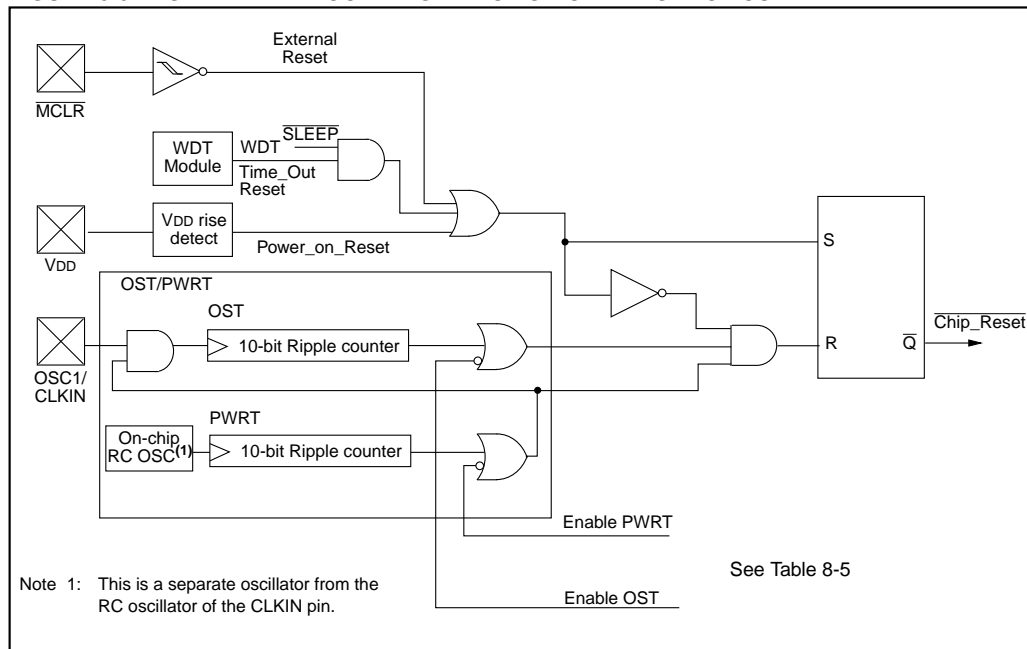 External
Reset
MCLR
SLEEP
WDT
Module
WDT
Time_Out
Reset
VDD rise
detect
Power_on_Reset
VDD
S
OST/PWRT
OST
10-bit Ripple counter
OSC1/
CLKIN
R
Q
Chip_Reset
PWRT
On-chip
RC OSC(1)
10-bit Ripple counter
Enable PWRT
See Table 8-5
Enable OST
Note 1: This is a separate oscillator from the
RC oscillator of the CLKIN pin.